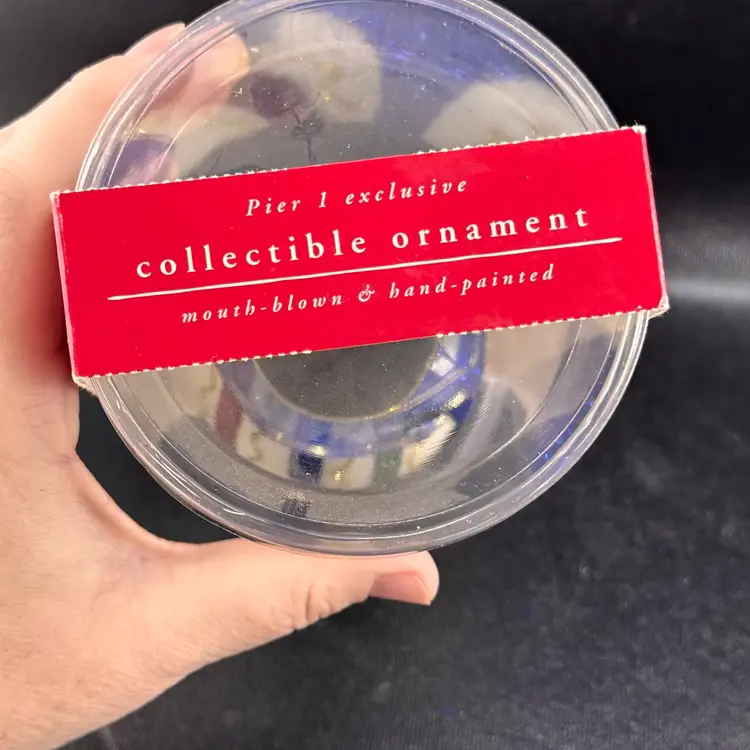 Pier 1 exclusive
collectible ornament
mouth-blown & hand-painted